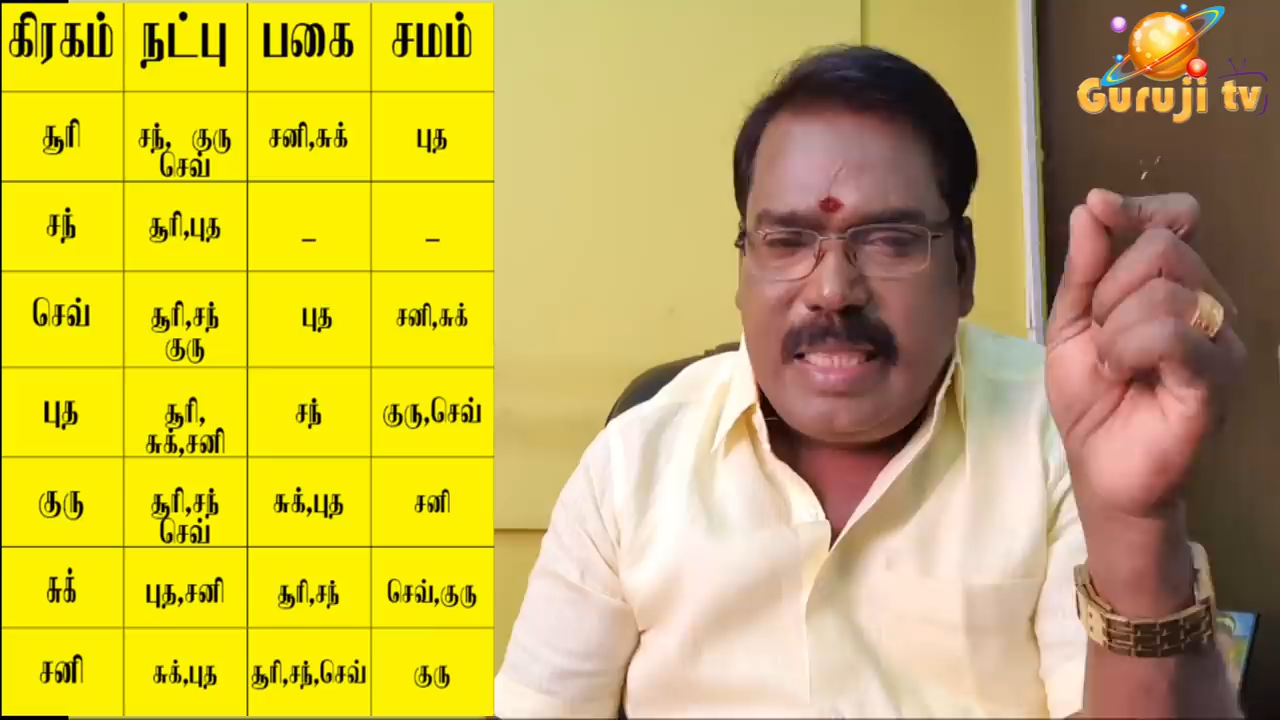 கிரகம் நட்பு பகை சமம்
சூரி சந், குரு சனி,சுக் புத
செவ்
சந் சூரி,புத _ _
செவ் சூரி,சந் புத சனி,சுக்
குரு
புத சூரி, சந் குரு,செவ்
சுக்,சனி
குரு சூரி,சந் சுக்,புத சனி
செவ்
சுக் புத,சனி சூரி,சந் செவ்,குரு
சனி சுக்,புத சூரி,சந்,செவ் குரு
Guruji tv